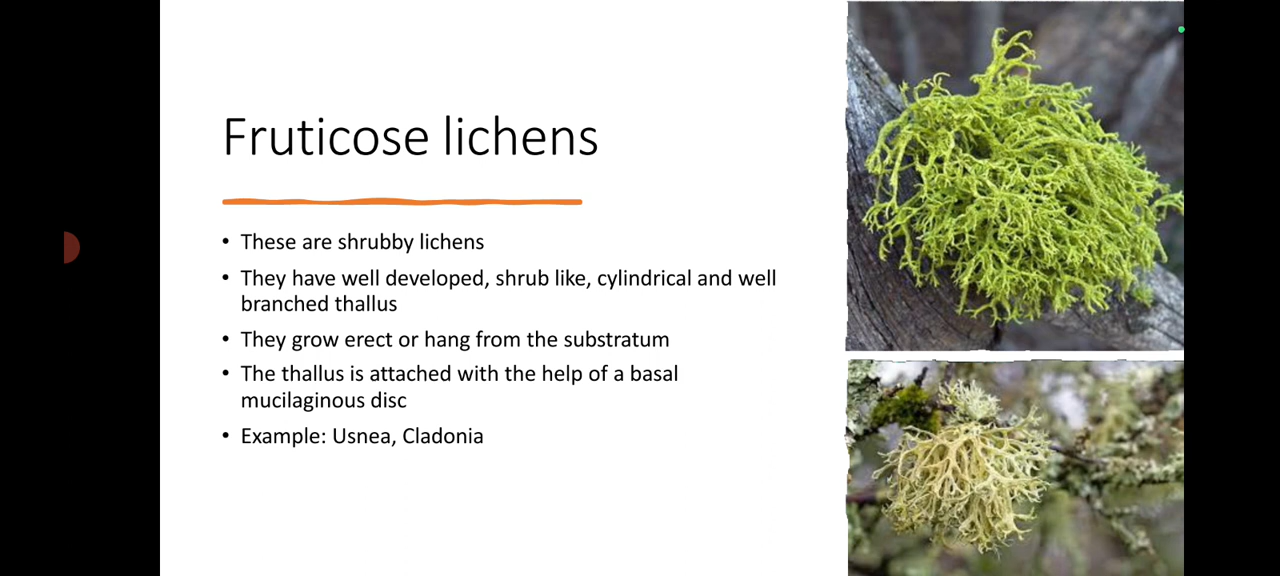 Fruticose lichens
• These are shrubby lichens
• They have well developed, shrub like, cylindrical and well
branched thallus
• They grow erect or hang from the substratum
• The thallus is attached with the help of a basal
mucilaginous disc
• Example: Usnea, Cladonia